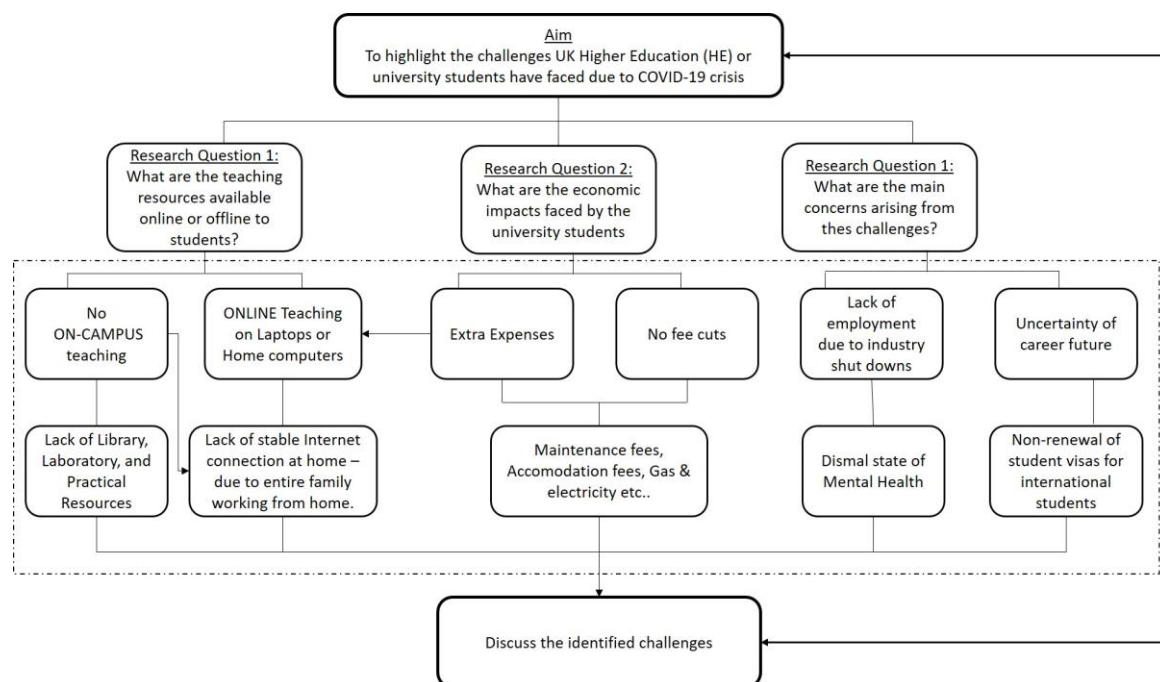 Aim
To highlight the challenges UK Higher Education (HE) or
university students have faced due to COVID-19 crisis
Research Question 1:
What are the teaching
resources available
online or offline to
students?
Research Question 2:
What are the economic
impacts faced by the
university students
Research Question 1:
What are the main
concerns arising from
thes challenges?
No
ON-CAMPUS
teaching
ONLINE Teaching
on Laptops or
Home computers
Extra Expenses
No fee cuts
Lack of
employment
due to industry
shut downs
Uncertainty of
career future
Lack of Library,
Laboratory, and
Practical
Resources
Lack of stable Internet
connection at home –
due to entire family
working from home.
Maintenance fees,
Accomodation fees, Gas &
electricity etc..
Dismal state of
Mental Health
Non-renewal of
student visas for
international
students
Discuss the identified challenges